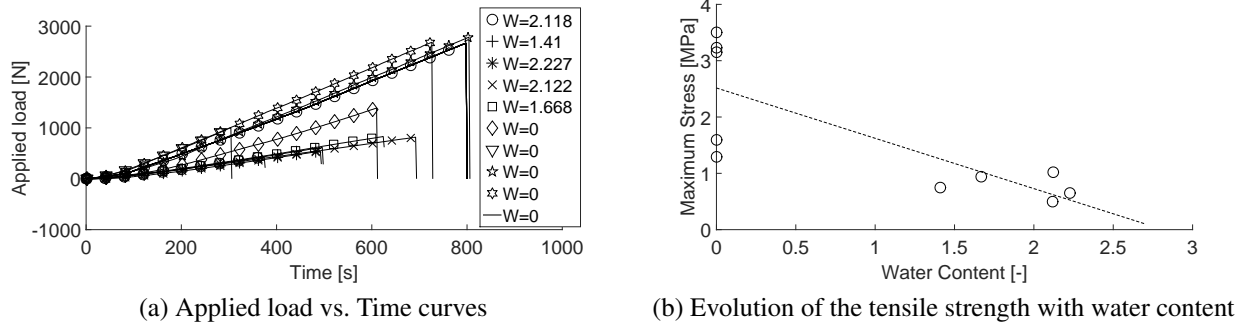 Applied load [N]
3000
2000
1000
0
-1000
0
200
400
600
800
1000
Time [s]
W=2.118
W=1.41
W=2.227
W=2.122
W=1.668
W=0
W=0
W=0
W=0
W=0
(a) Applied load vs. Time curves
Maximum Stress [MPa]
4
3
2
1
0
0
0.5
1
1.5
2
2.5
3
Water Content [-]
(b) Evolution of the tensile strength with water content